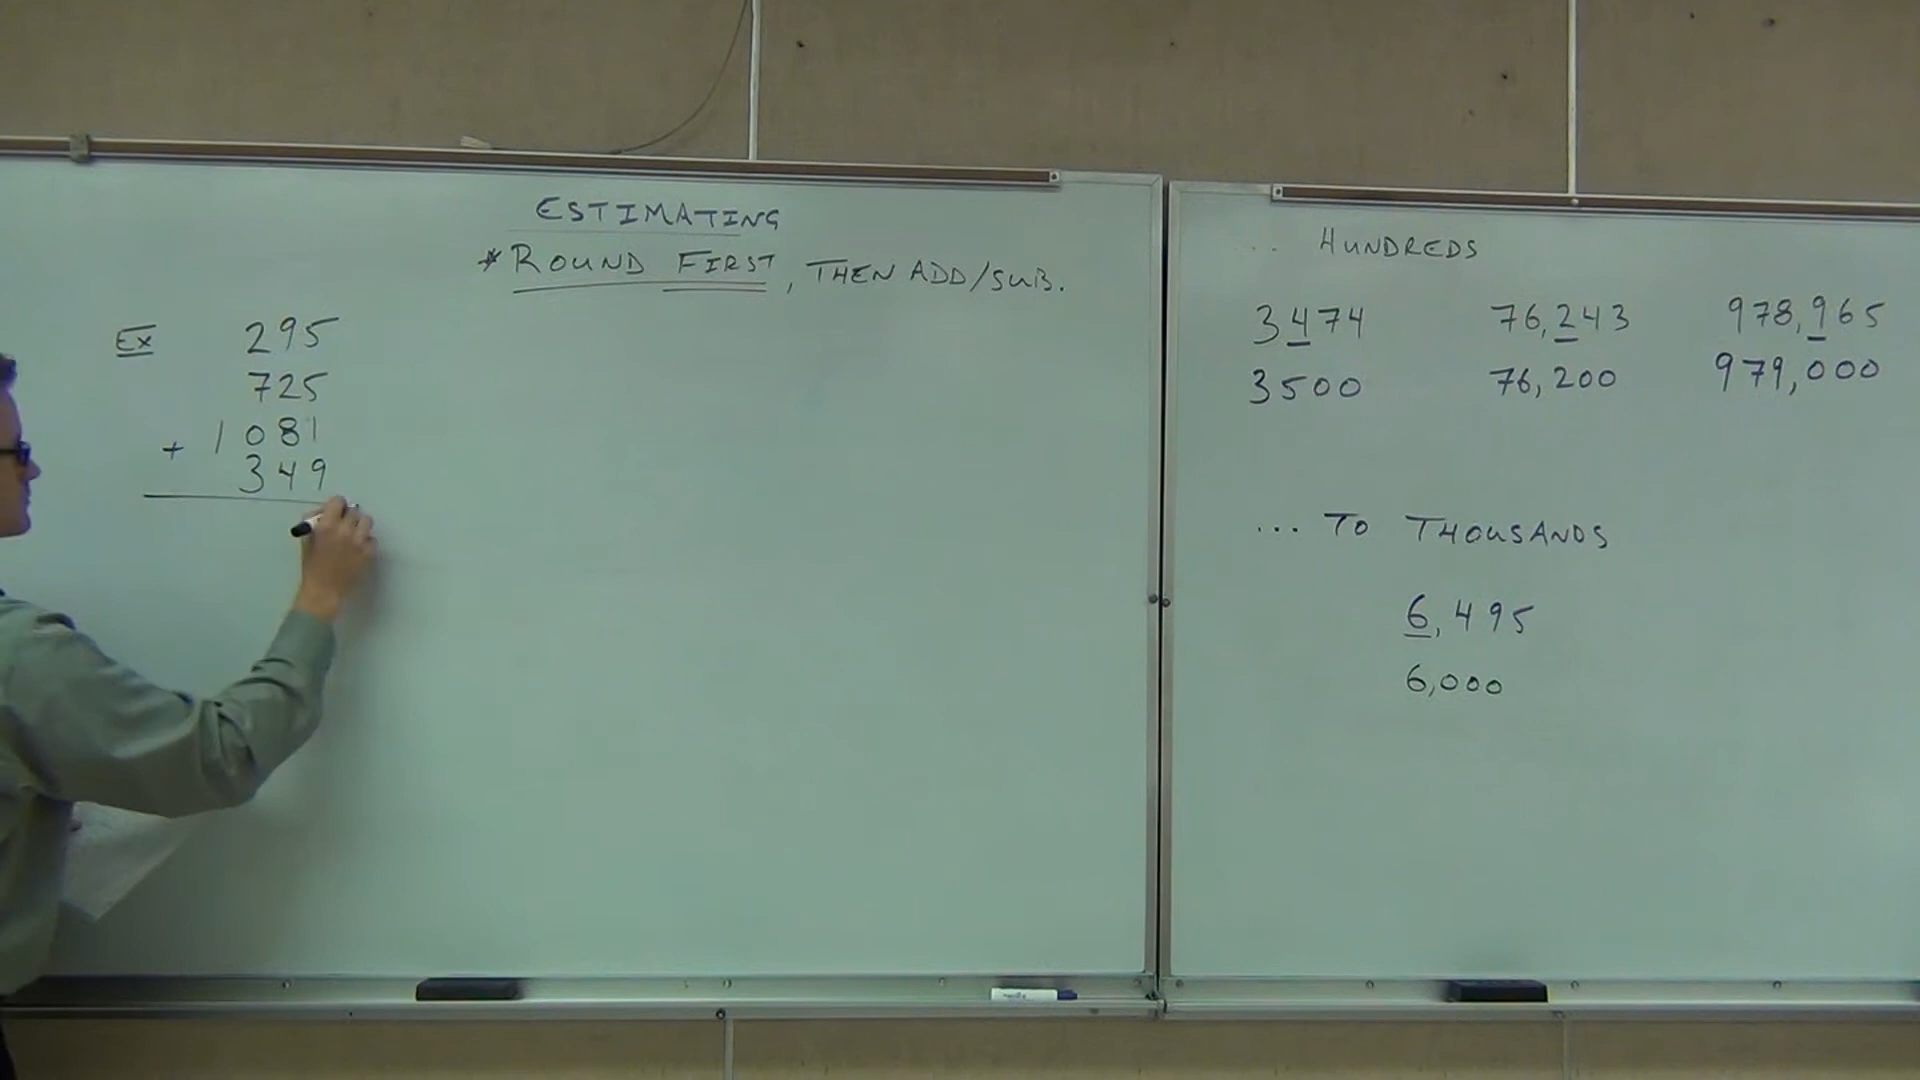 ESTIMATING
* ROUND FIRST, THEN ADD/SUB.
Ex 295
725
1081
+ 349
... HUNDREDS
3474 76,243 978,965
3500 76,200 979,000
... TO THOUSANDS
6,495
6,000